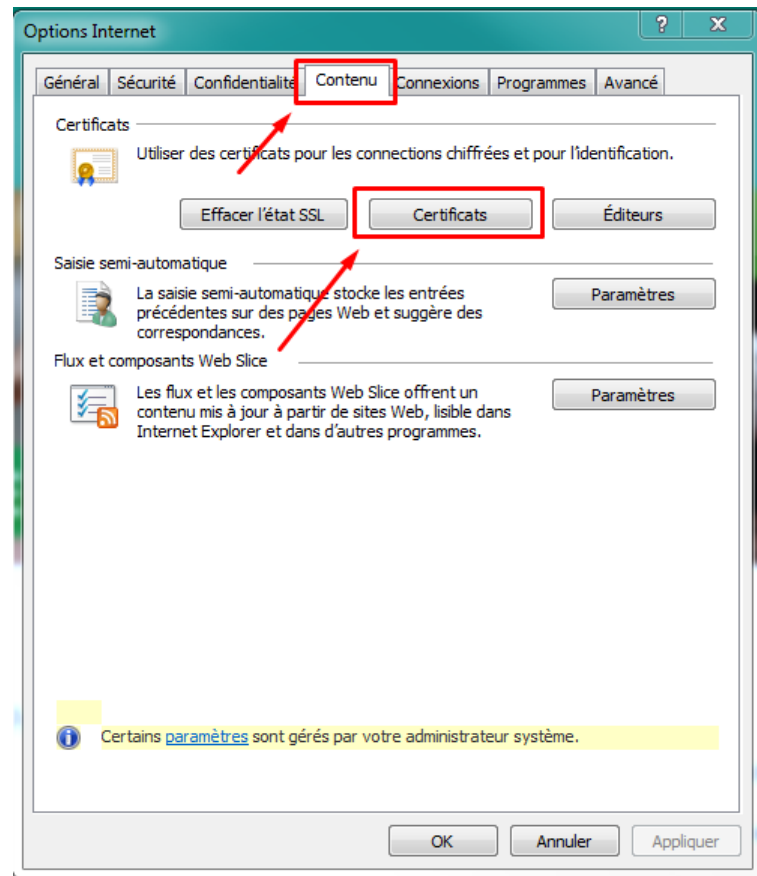 Options Internet
? X
Général Sécurité Confidentialité Contenu Connexions Programmes Avancé
Certificats
Utiliser des certificats pour les connections chiffrées et pour l'identification.
Effacer l'état SSL Certificats Éditeurs
Saisie semi-automatique
La saisie semi-automatique stocke les entrées
précédentes sur des pages Web et suggère des
correspondances.
Paramètres
Flux et composants Web Slice
Les flux et les composants Web Slice offrent un
contenu mis à jour à partir de sites Web, lisible dans
Internet Explorer et dans d'autres programmes.
Paramètres
Certains paramètres sont gérés par votre administrateur système.
OK Annuler Appliquer